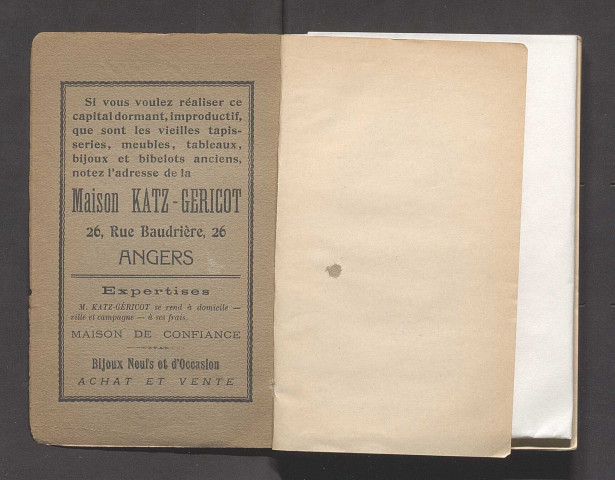 Si vous voulez réaliser ce
capital dormant, improductif,
que sont les vieilles tapis-
series, meubles, tableaux,
bijoux et bibelots anciens,
notez l'adresse de la
Maison KATZ-GERICOT
26, Rue Baudrière, 26
ANGERS
Expertises
M. KATZ-GÉRICOT se rend à domicile —
ville et campagne — à ses frais.
MAISON DE CONFIANCE
Bijoux Neufs et d'Occasion
ACHAT ET VENTE